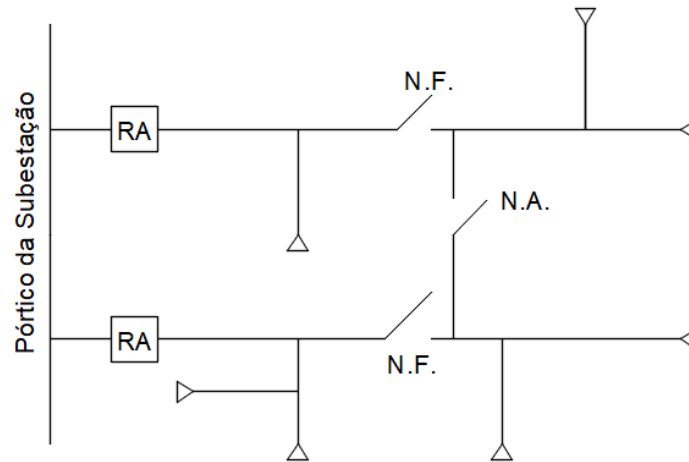 Pórtico da Subestação
N.F.
RA
N.A.
RA
N.F.